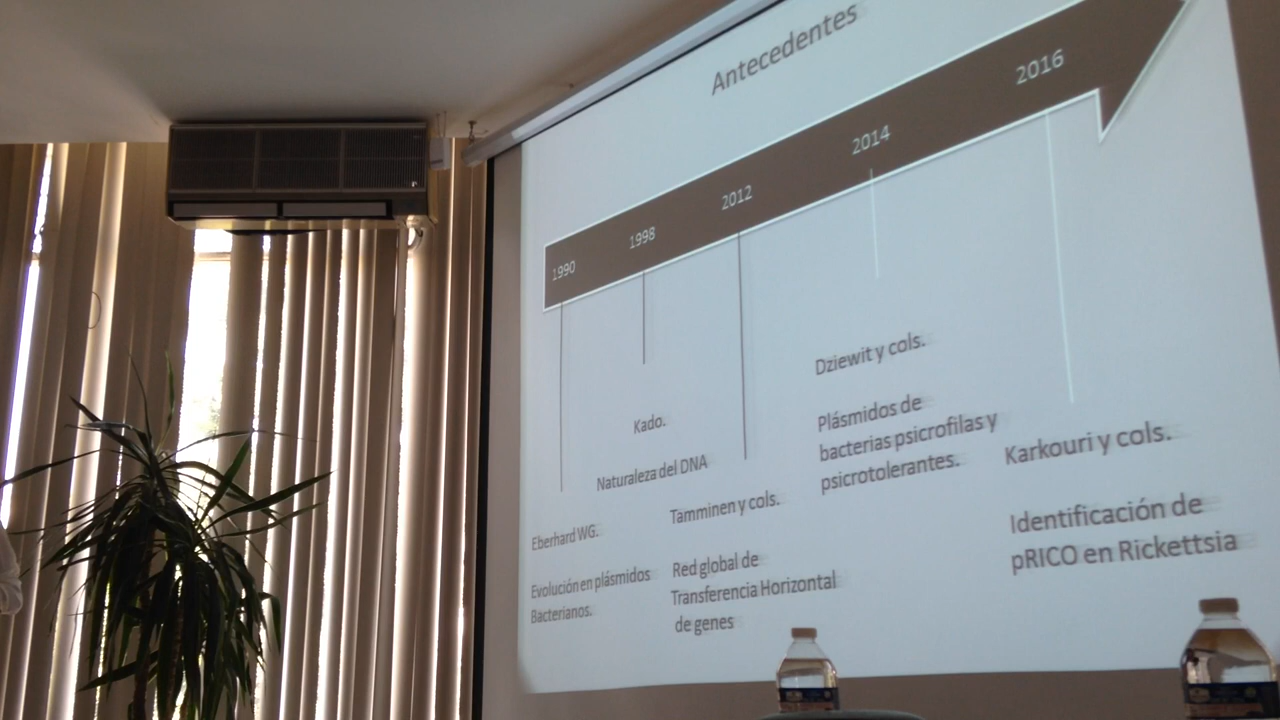 Antecedentes
1990
1998
2012
2014
2016
Eberhard WG.
Evolución en plásmidos
Bacterianos.
Kado.
Naturaleza del DNA
Tamminen y cols.
Red global de
Transferencia Horizontal
de genes
Dziewit y cols.
Plásmidos de
bacterias psicrofilas y
psicrotolerantes.
Karkouri y cols.
Identificación de
pRICO en Rickettsia